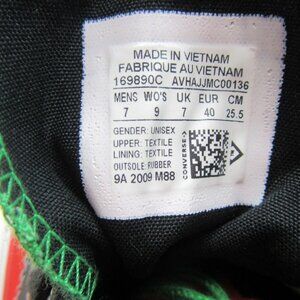 MADE IN VIETNAM
FABRIQUE AU VIETNAM
169890C AVHAJJMC00136
MENS WO'S UK EUR CM
7 9 7 40 25.5
GENDER: UNISEX
UPPER: TEXTILE
LINING: TEXTILE
OUTSOLE: RUBBER
9A 2009 M88
CONVERSE